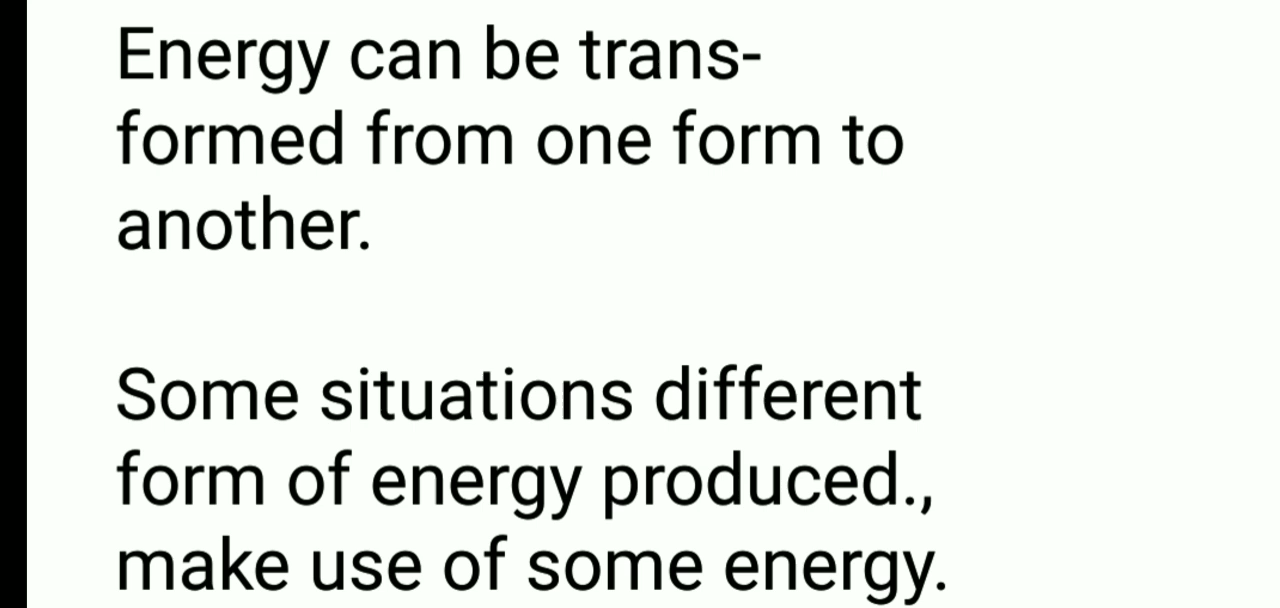 Energy can be trans-
formed from one form to
another.
Some situations different
form of energy produced.,
make use of some energy.